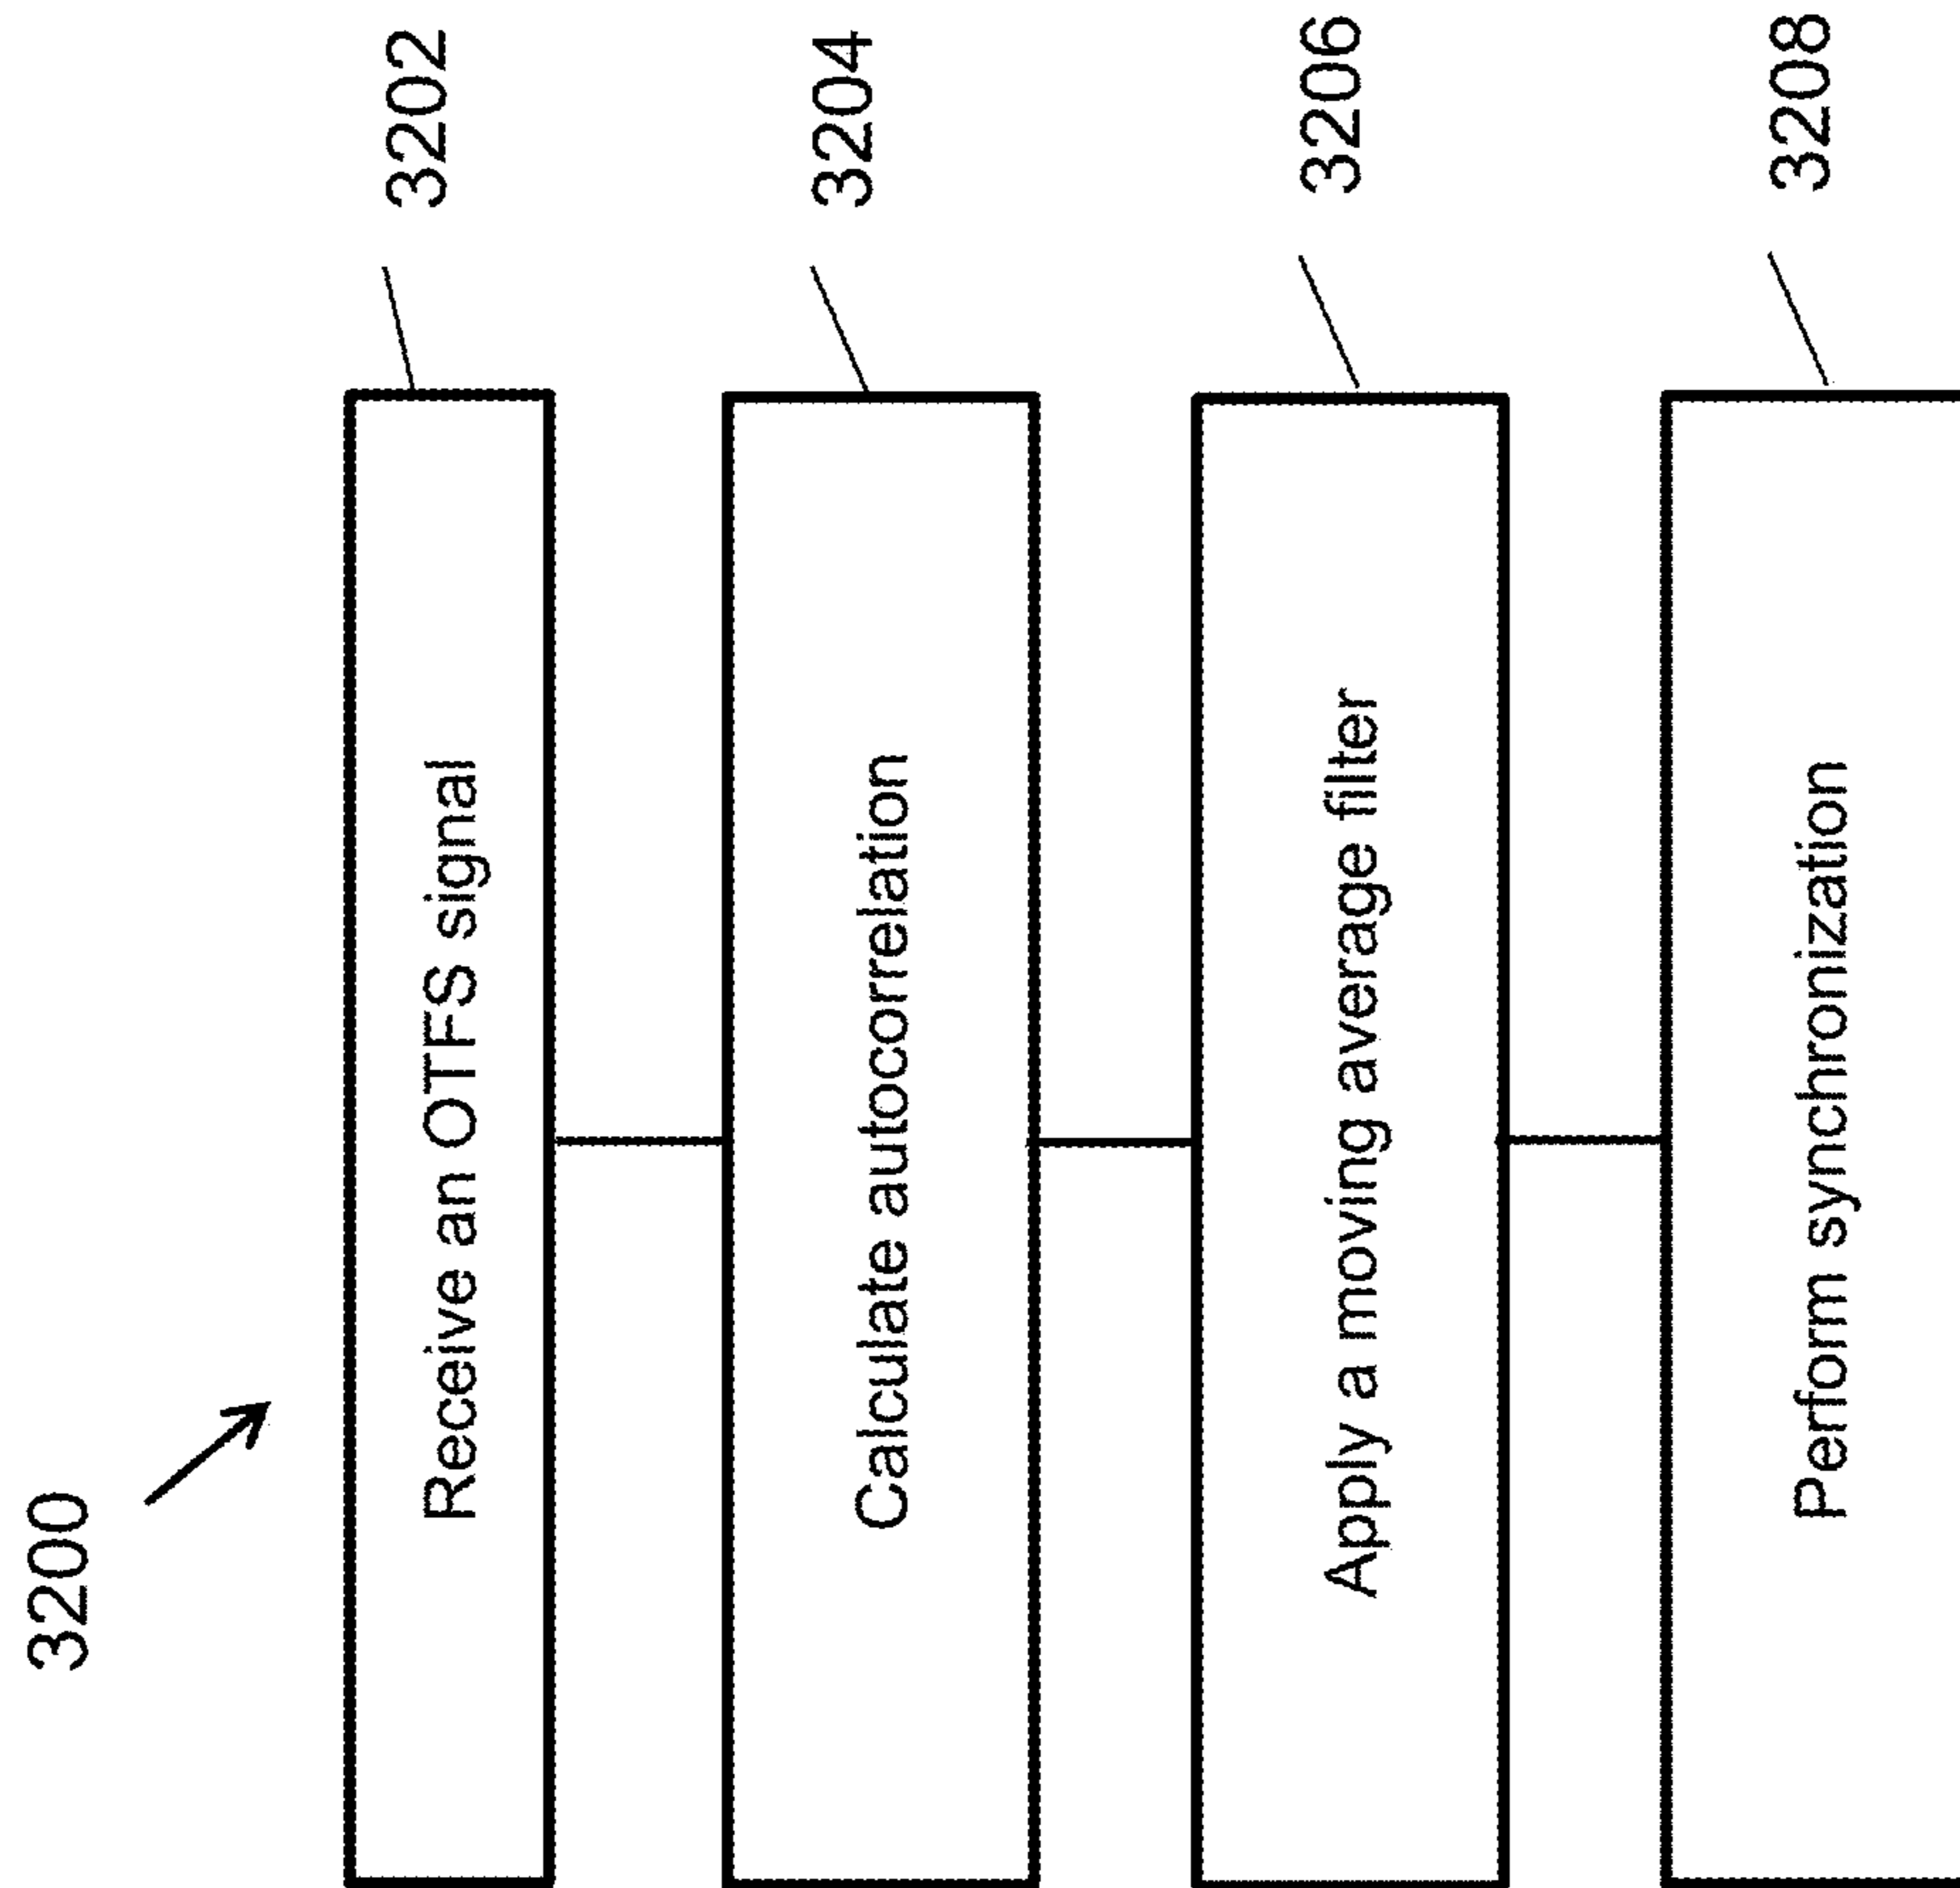 3200
Receive an OTFS signal
3202
Calculate autocorrelation
3204
Apply a moving average filter
3206
Perform synchronization
3208